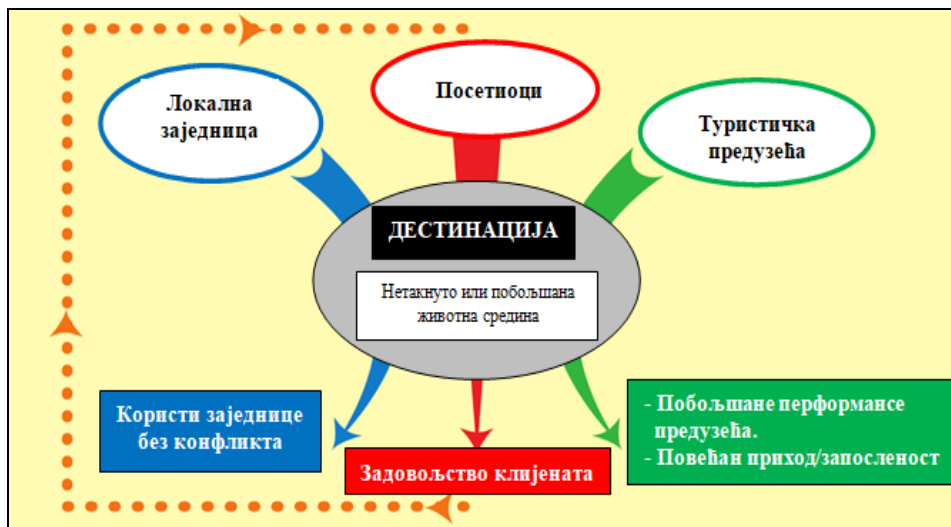 Локална
заједница
Посетиоци
Туристичка
предузећа
ДЕСТИНАЦИЈА
Нетакнуто или побољшана
животна средина
Користи заједнице
без конфликта
Задовољство клијената
- Побољшане перформансе
предузећа.
- Повећан приход/запосленост